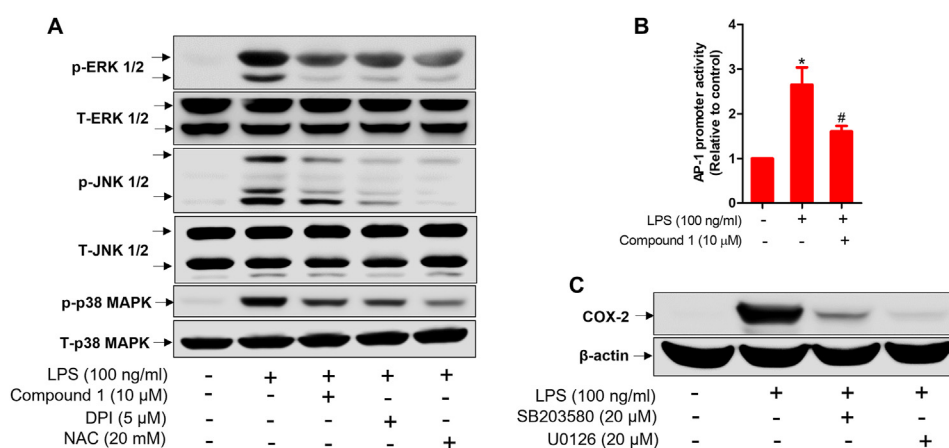 A
p-ERK 1/2
T-ERK 1/2
p-JNK 1/2
T-JNK 1/2
p-p38 MAPK
T-p38 MAPK
LPS (100 ng/ml) - + + + +
Compound 1 (10 µM) +
DPI (5 µM) +
NAC (20 mM) +
B
AP-1 promoter activity
(Relative to control)
4
3
2
1
0
*
#
LPS (100 ng/ml) - + +
Compound 1 (10 µM) - - +
C
COX-2
β-actin
LPS (100 ng/ml) - + + +
SB203580 (20 µM) +
U0126 (20 µM) +